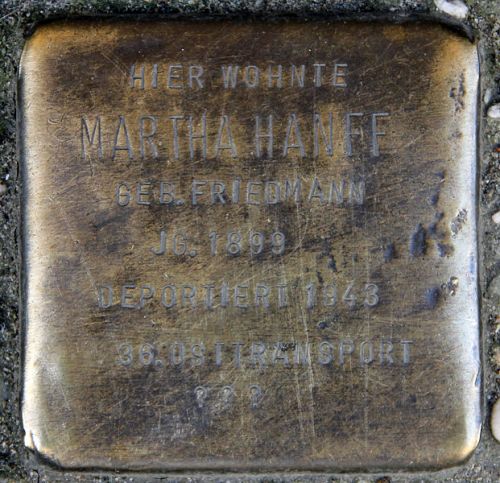 HIER WOHNTE
MARTHA HANFF
GEB. FRIEDMANN
JG. 1899
DEPORTIERT 1943
36. OSTTRANSPORT
???